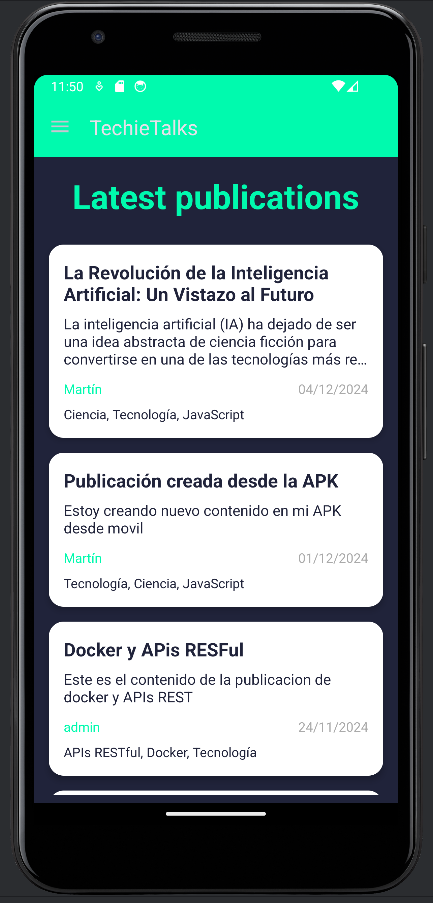 11:50
TechieTalks
Latest publications
La Revolución de la Inteligencia
Artificial: Un Vistazo al Futuro
La inteligencia artificial (IA) ha dejado de ser
una idea abstracta de ciencia ficción para
convertirse en una de las tecnologías más re…
Martín 04/12/2024
Ciencia, Tecnología, JavaScript
Publicación creada desde la APK
Estoy creando nuevo contenido en mi APK
desde movil
Martín 01/12/2024
Tecnología, Ciencia, JavaScript
Docker y APis RESFul
Este es el contenido de la publicacion de
docker y APIs REST
admin 24/11/2024
APIs RESTful, Docker, Tecnología